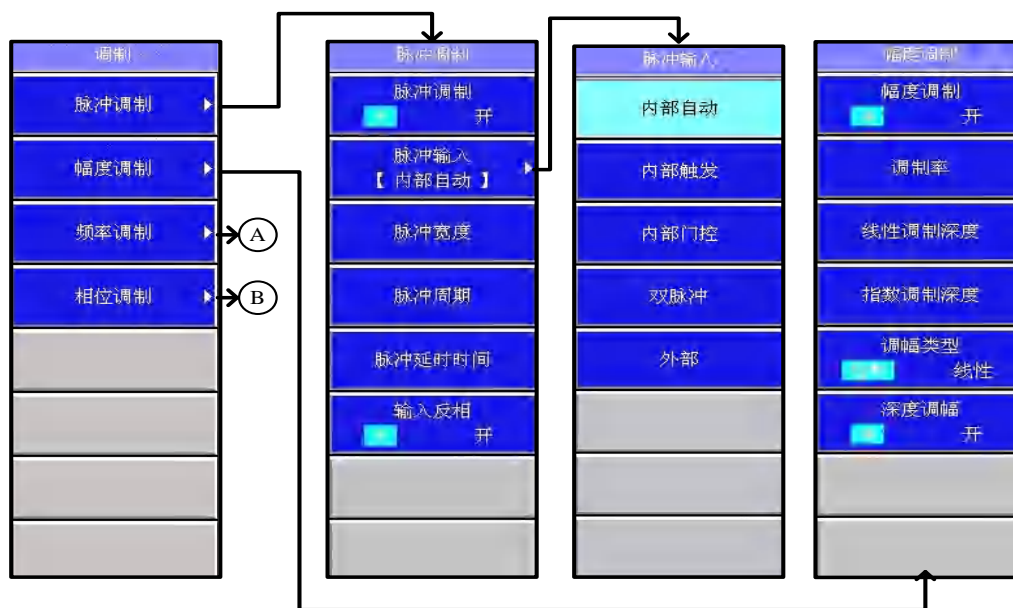 调制
脉冲调制
幅度调制
频率调制
A
相位调制
B
脉冲调制
脉冲调制
开
脉冲输入
【 内部自动 】
脉冲宽度
脉冲周期
脉冲延时时间
输入反相
开
脉冲输入
内部自动
内部触发
内部门控
双脉冲
外部
幅度调制
幅度调制
开
调制率
线性调制深度
指数调制深度
调幅类型
线性
深度调幅
开